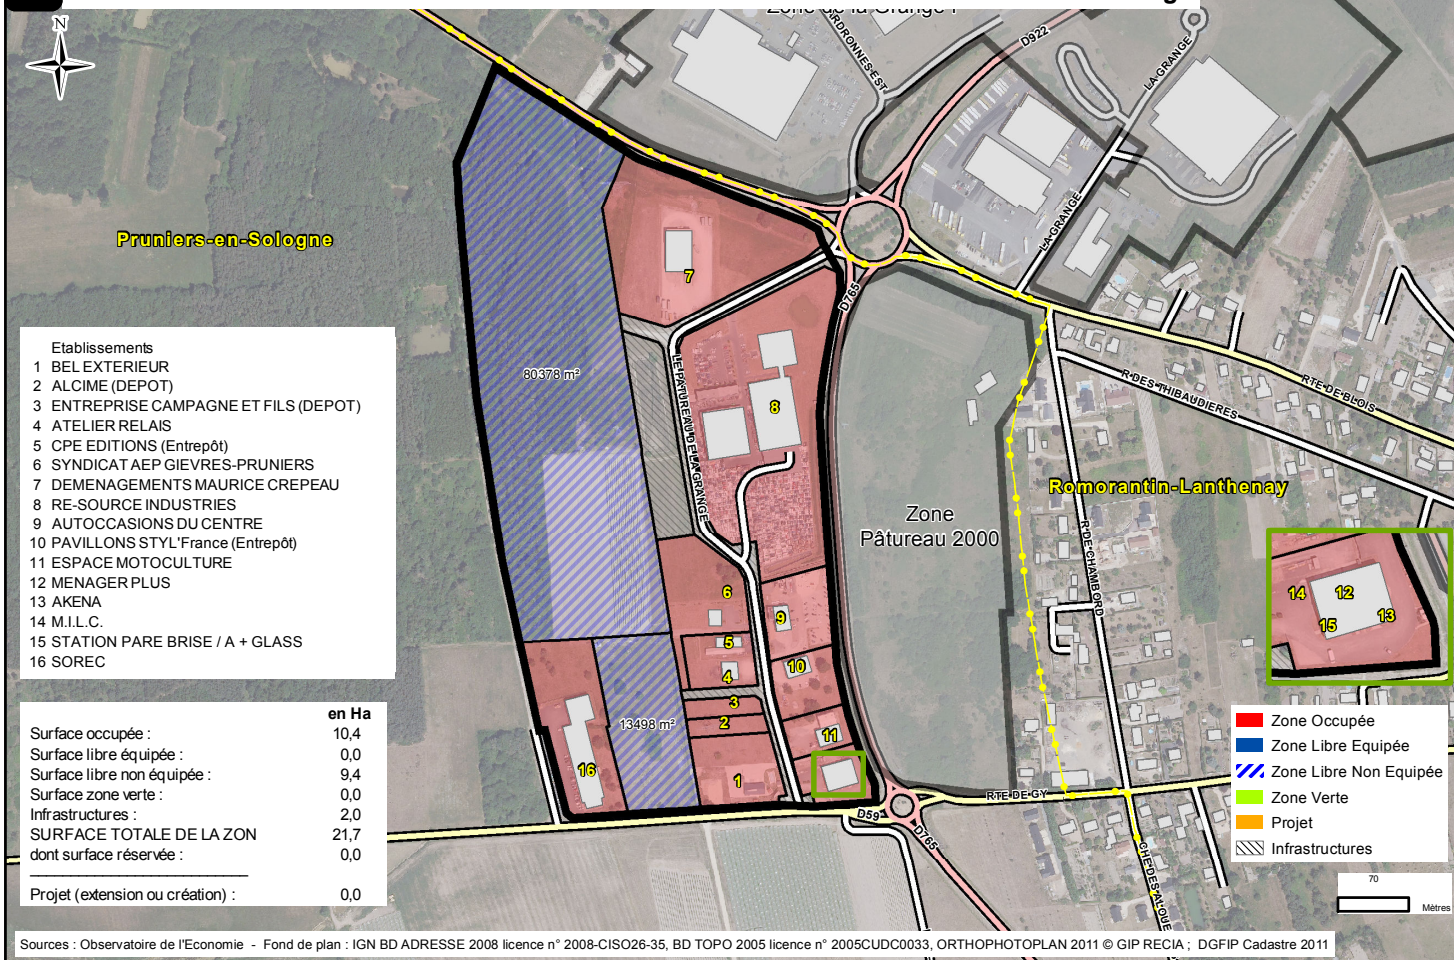 Zone de la Grange I
N
ARDRONNES EST
D922
LA GRANGE
LA GRANGE
Pruniers-en-Sologne
7
D765
Etablissements
1 BEL EXTERIEUR
2 ALCIME (DEPOT)
3 ENTREPRISE CAMPAGNE ET FILS (DEPOT)
4 ATELIER RELAIS
5 CPE EDITIONS (Entrepôt)
6 SYNDICAT AEP GIEVRES-PRUNIERS
7 DEMENAGEMENTS MAURICE CREPEAU
8 RE-SOURCE INDUSTRIES
9 AUTOCCASIONS DU CENTRE
10 PAVILLONS STYL'France (Entrepôt)
11 ESPACE MOTOCULTURE
12 MENAGER PLUS
13 AKENA
14 M.I.L.C.
15 STATION PARE BRISE / A + GLASS
16 SOREC
80378 m²
LE PATUREAU DE LA GRANGE
8
R DES THIBAUDIERES
RTE DE BLOIS
Romorantin-Lanthenay
Zone
Pâtureau 2000
R DE CHAMBORD
6
9
5
10
4
3
2
11
13498 m²
16
1
14
12
13
15
en Ha
Surface occupée : 10,4
Surface libre équipée : 0,0
Surface libre non équipée : 9,4
Surface zone verte : 0,0
Infrastructures : 2,0
SURFACE TOTALE DE LA ZON 21,7
dont surface réservée : 0,0
Projet (extension ou création) : 0,0
RTE DE GY
D59
D765
CHE DES ALOUE
Zone Occupée
Zone Libre Equipée
Zone Libre Non Equipée
Zone Verte
Projet
Infrastructures
70
Mètres
Sources : Observatoire de l'Economie - Fond de plan : IGN BD ADRESSE 2008 licence n° 2008-CISO26-35, BD TOPO 2005 licence n° 2005CUDC0033, ORTHOPHOTOPLAN 2011 © GIP RECIA ; DGFIP Cadastre 2011